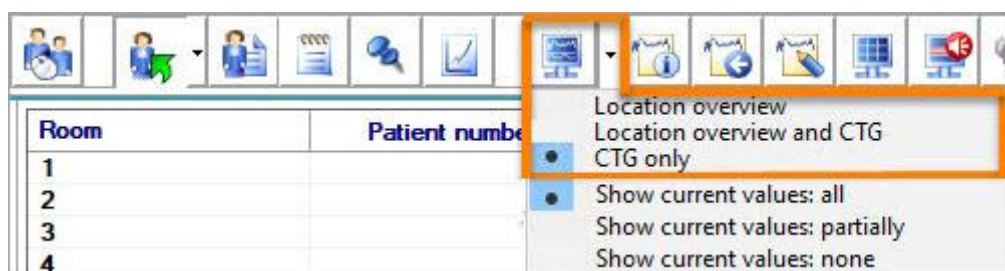 Location overview
Room Patient numbe Location overview and CTG
1 CTG only
2 Show current values: all
3 Show current values: partially
4 Show current values: none